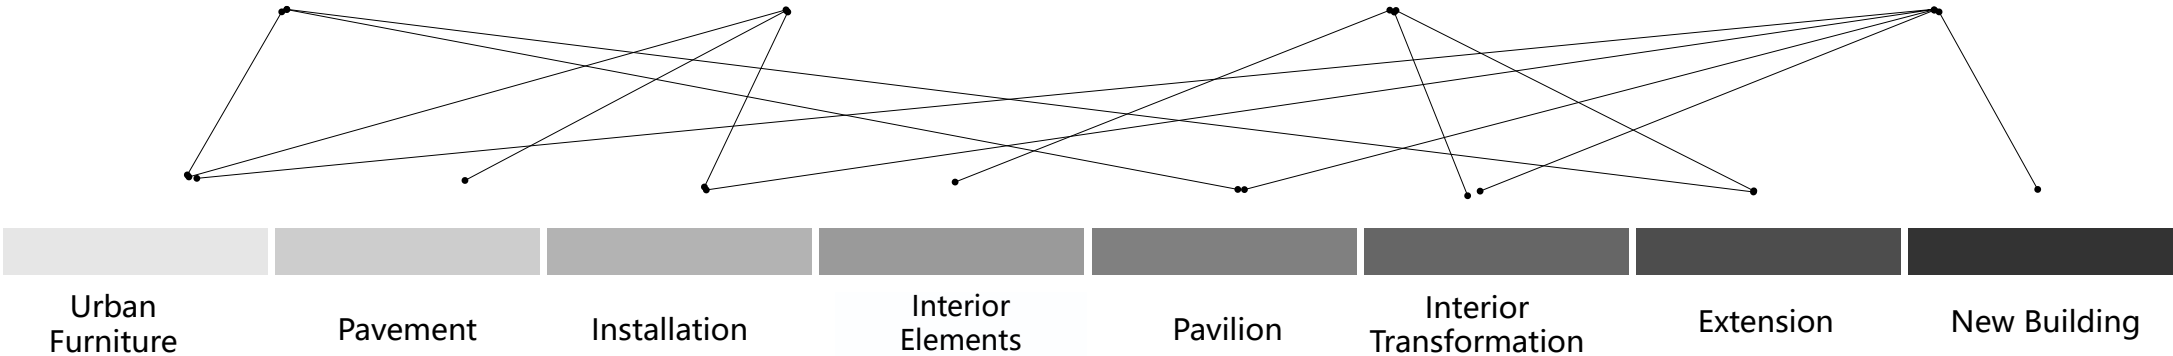 Urban
Furniture
Pavement
Installation
Interior
Elements
Pavilion
Interior
Transformation
Extension
New Building